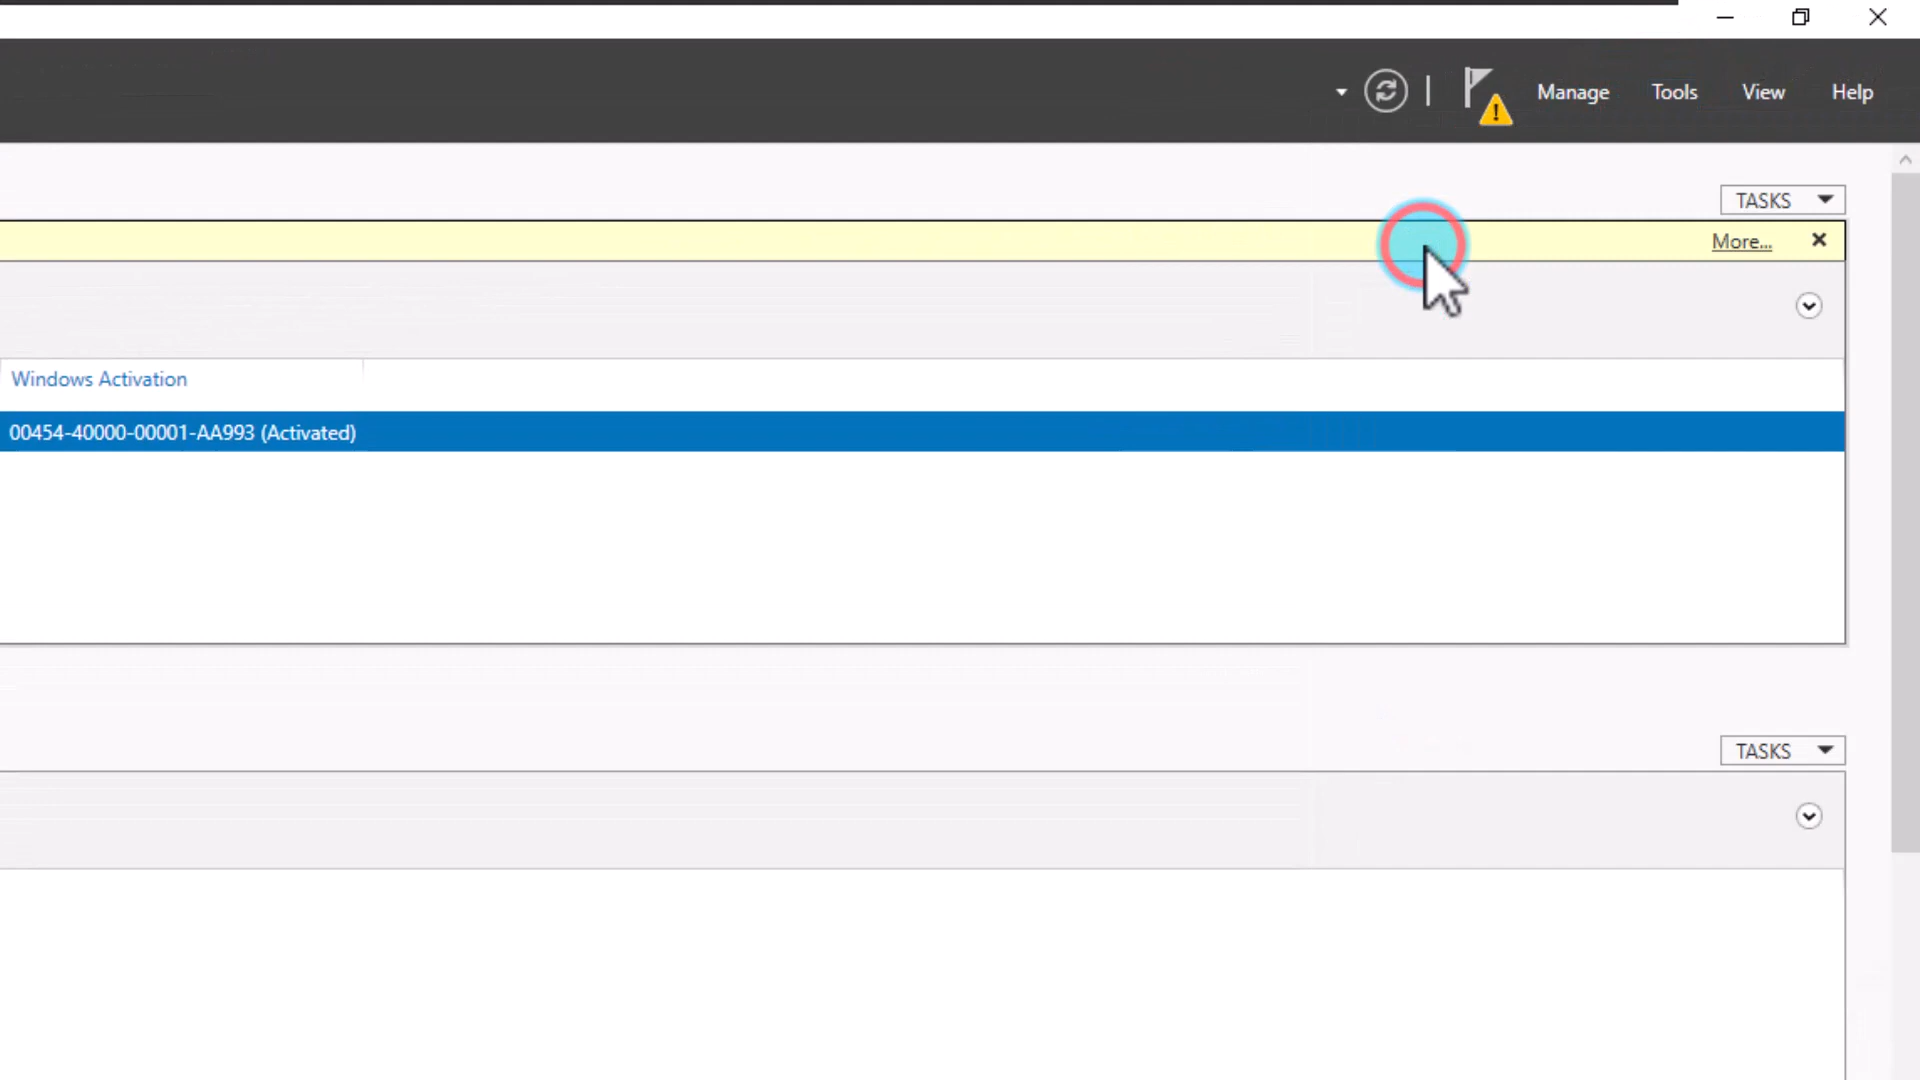 Manage Tools View Help
TASKS
More...
Windows Activation
00454-40000-00001-AA993 (Activated)
TASKS